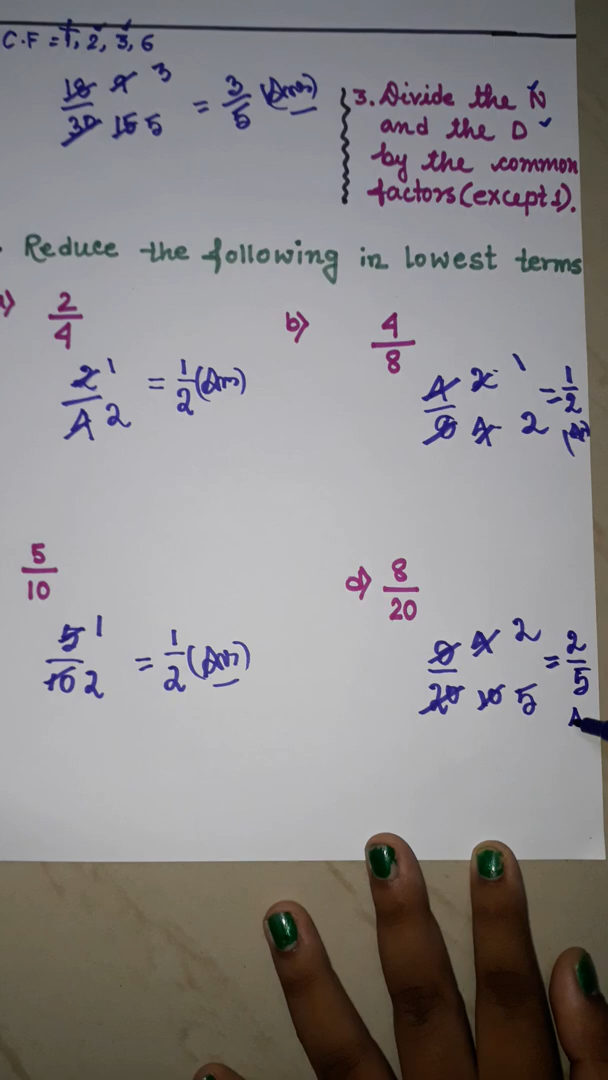 C.F = 1, 2, 3, 6
18 9 3
30 15 5
= 3/5 (Ans)
3. Divide the N
and the D
by the common
factors (except 1).
Reduce the following in lowest terms
2/4
2 1
4 2
= 1/2 (Ans)
b) 4/8
4 2 1
8 4 2
= 1/2
(An)
5/10
5 1
10 2
= 1/2 (Ans)
d) 8/20
8 4 2
20 10 5
= 2/5
A